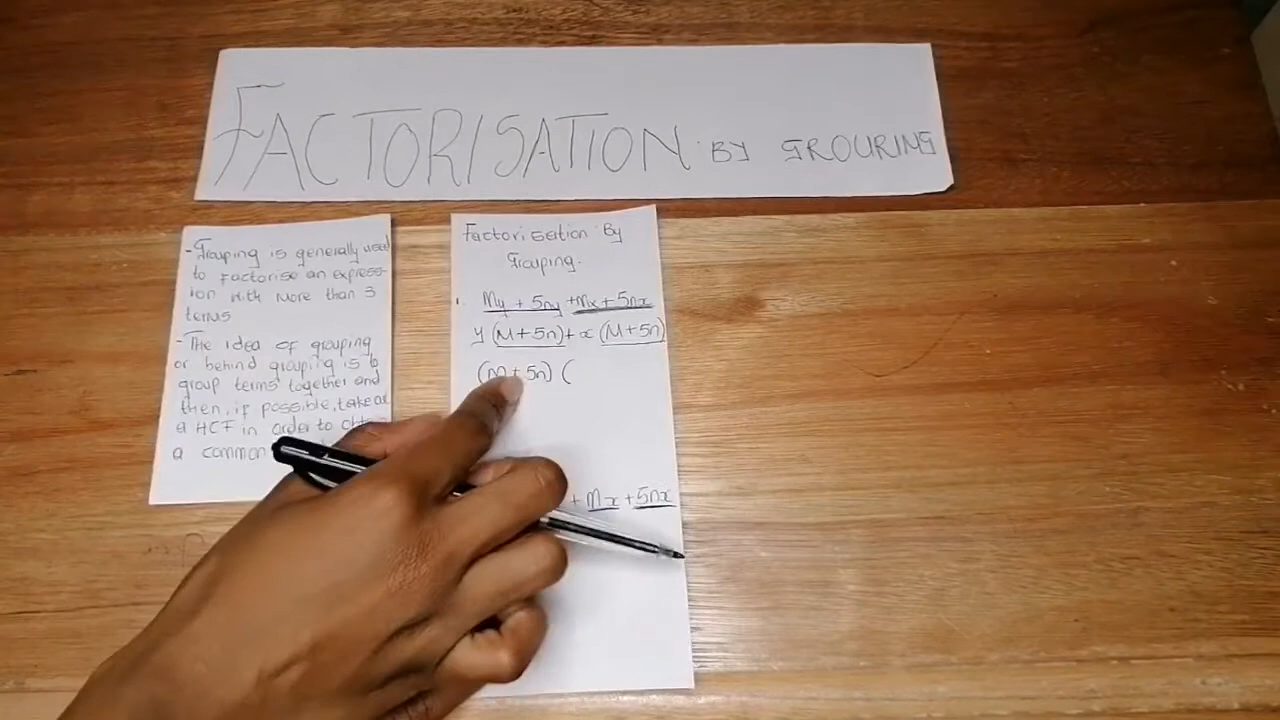 FACTORISATION BY GROURING
-Grouping is generally used
to factorise an express-
ion with more than 3
terms
-The idea of grouping
or behind grouping is to
group terms together and
then, if possible, take out
a HCF in order to
a common
Factorisation By
Grouping.
1. My + 5ny + Mx + 5nx
y (M + 5n) + x (M + 5n)
(M + 5n) (
+ Mx + 5nx